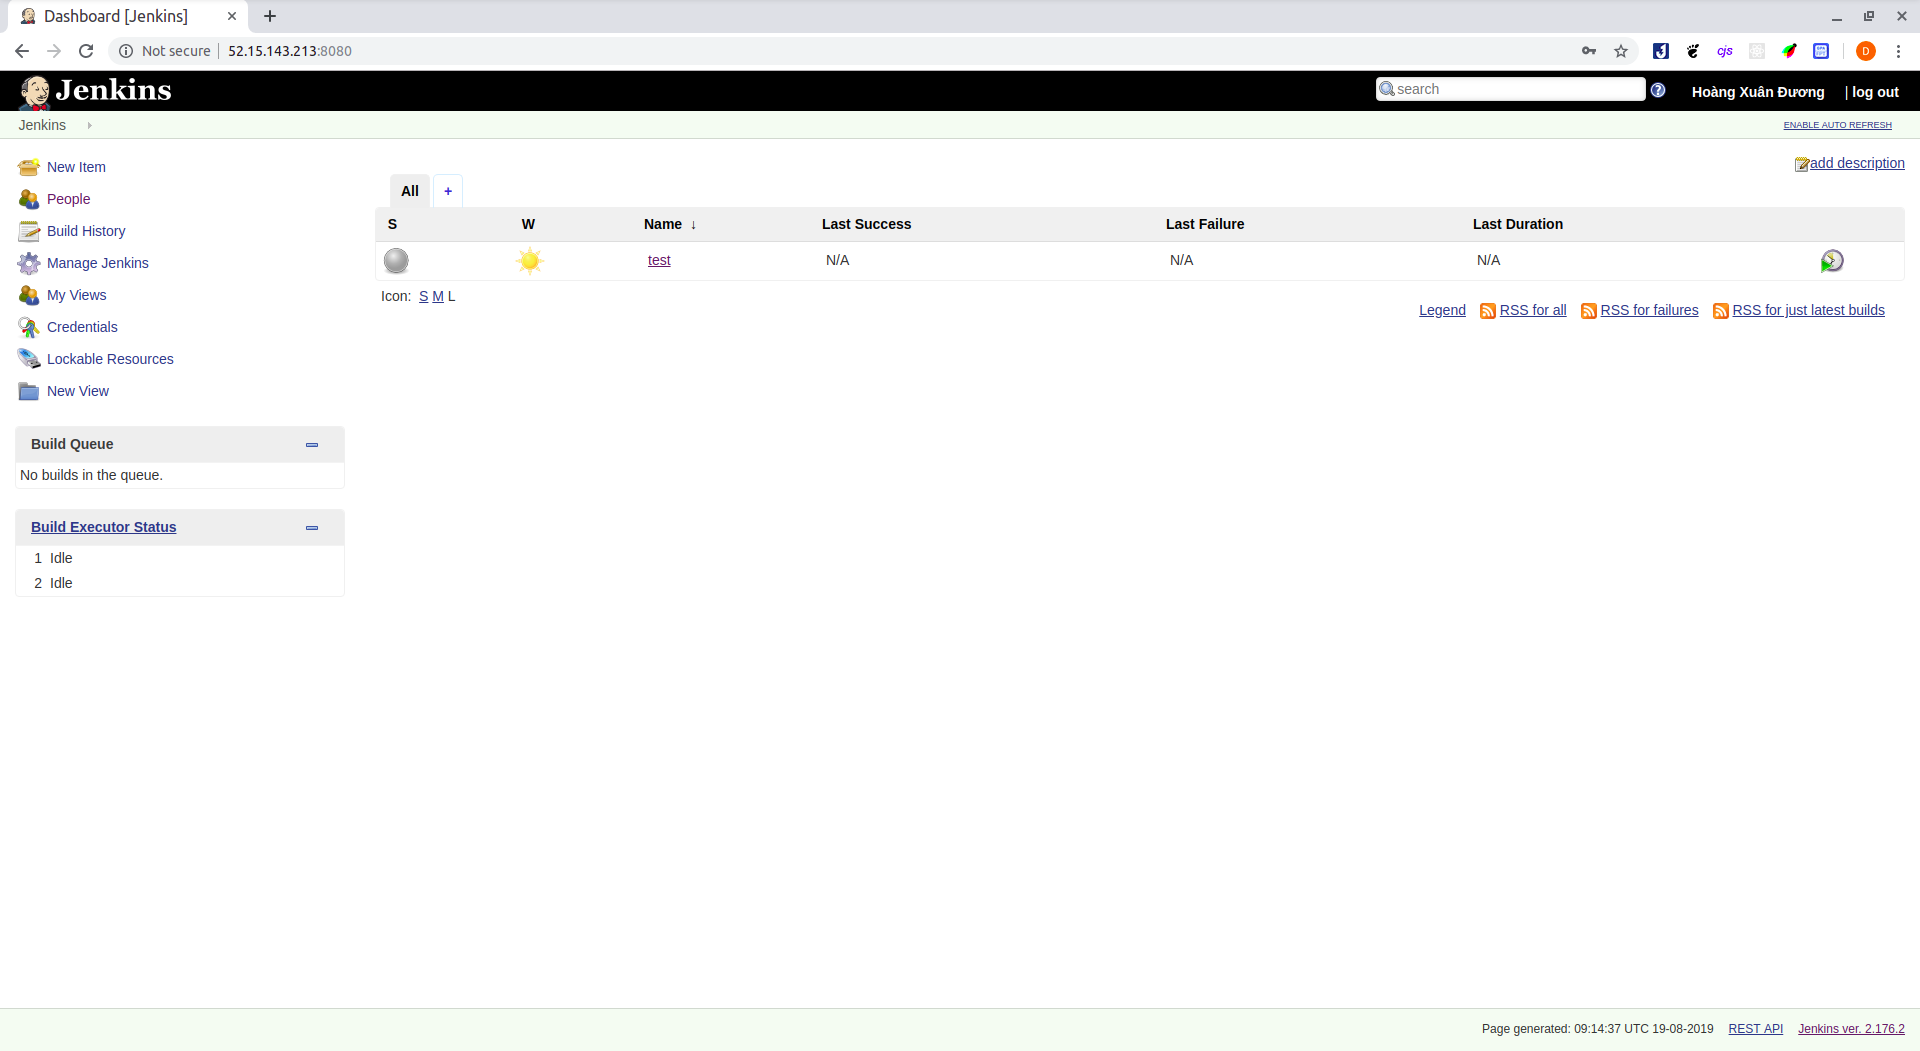 Dashboard [Jenkins]
Not secure | 52.15.143.213:8080
cjs
D
Jenkins
search
Hoàng Xuân Đương
| log out
Jenkins
ENABLE AUTO REFRESH
New Item
People
Build History
Manage Jenkins
My Views
Credentials
Lockable Resources
New View
Build Queue
No builds in the queue.
Build Executor Status
1 Idle
2 Idle
add description
All +
S W Name ↓ Last Success Last Failure Last Duration
test N/A N/A N/A
Icon: S M L
Legend RSS for all RSS for failures RSS for just latest builds
Page generated: 09:14:37 UTC 19-08-2019 REST API Jenkins ver. 2.176.2